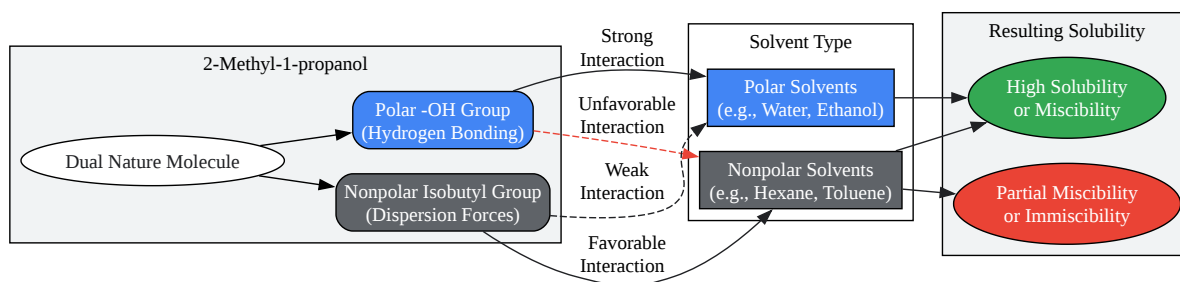 2-Methyl-1-propanol
Dual Nature Molecule
Polar -OH Group
(Hydrogen Bonding)
Nonpolar Isobutyl Group
(Dispersion Forces)
Strong
Interaction
Unfavorable
Interaction
Weak
Interaction
Favorable
Interaction
Solvent Type
Polar Solvents
(e.g., Water, Ethanol)
Nonpolar Solvents
(e.g., Hexane, Toluene)
Resulting Solubility
High Solubility
or Miscibility
Partial Miscibility
or Immiscibility